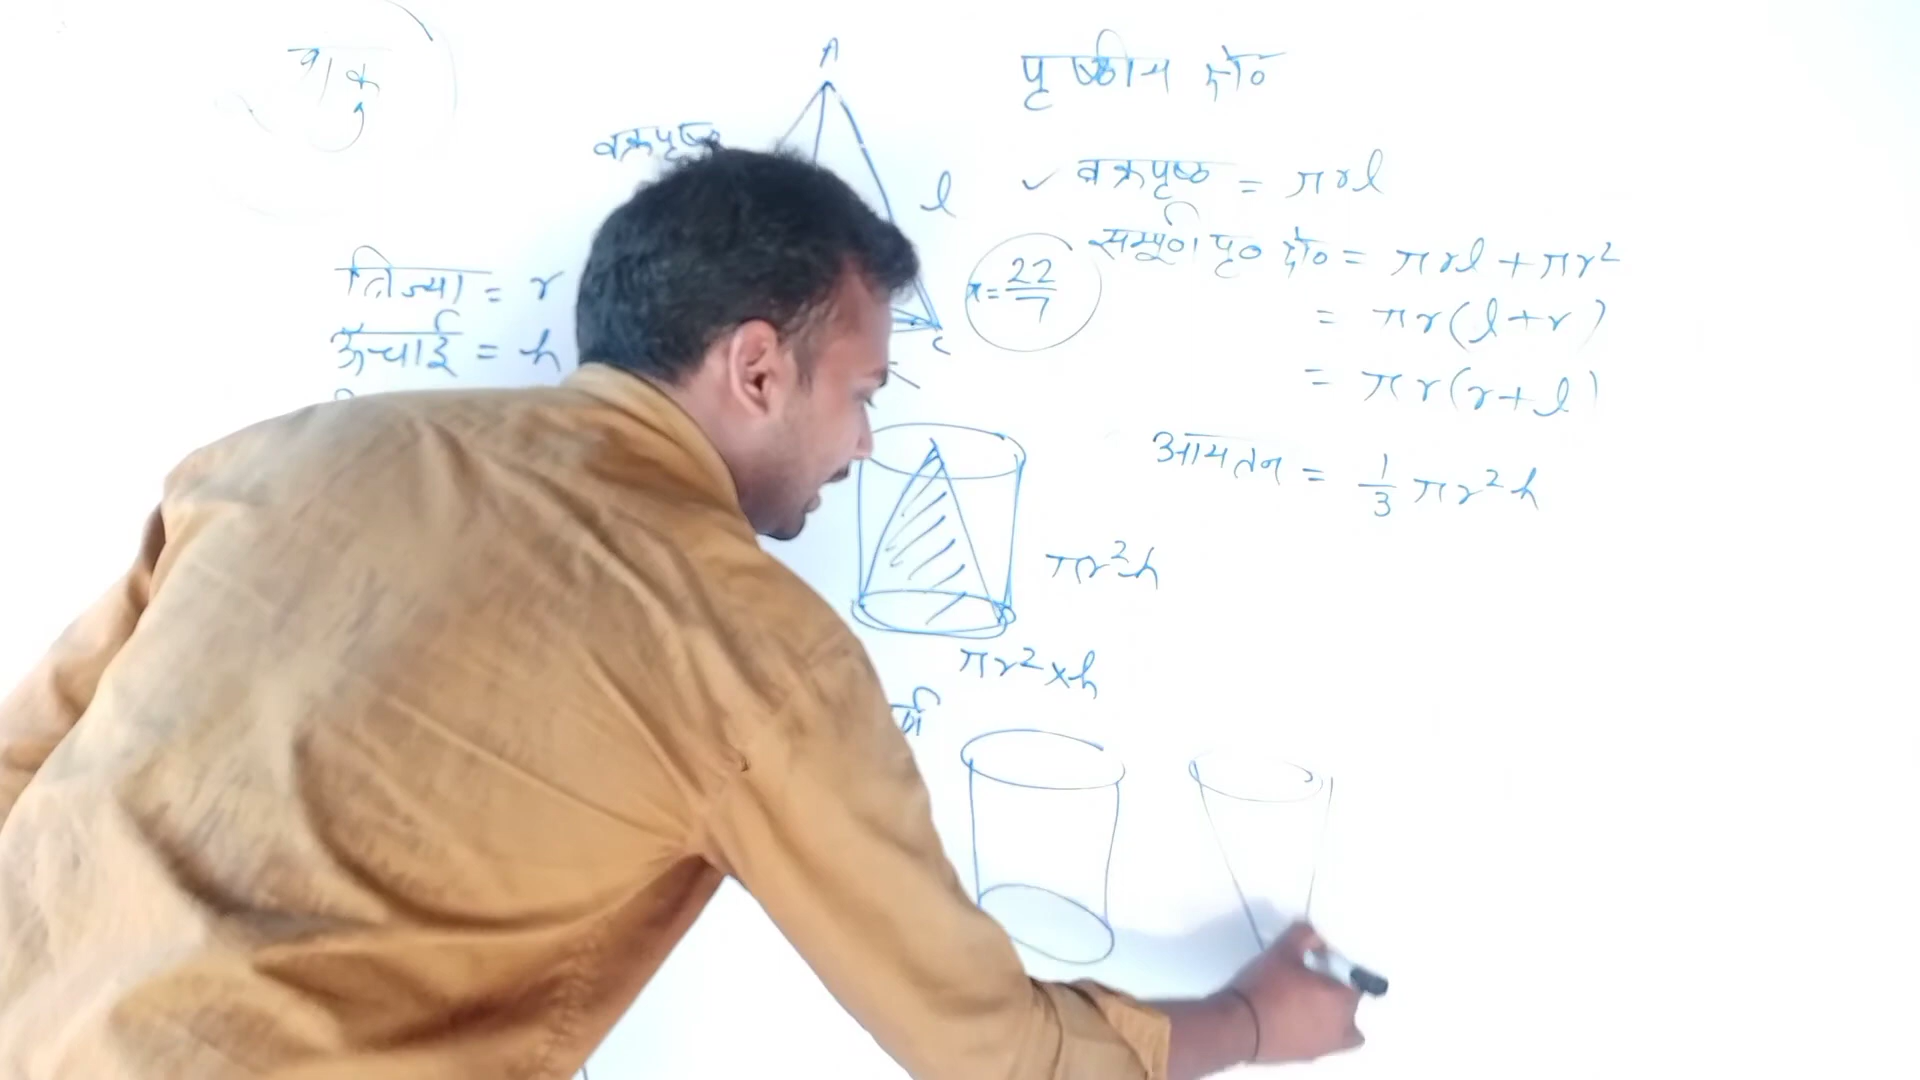 शंकु
A
वक्रपृष्ठ
l
त्रिज्या = r
ऊँचाई = h
C
π = 22/7
पृष्ठीय क्षे०
✓ वक्रपृष्ठ = πrl
सम्पूर्ण पृ० क्षे० = πrl + πr²
= πr(l+r)
= πr(r+l)
आयतन = 1/3 πr²h
πr²h
πr²×h